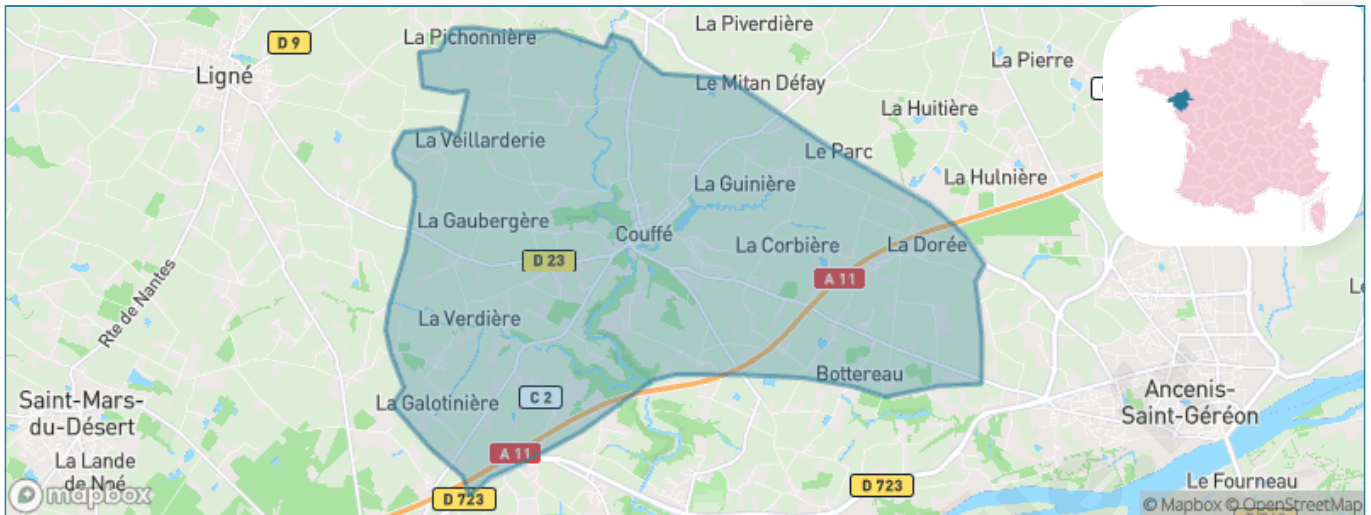 La Piverdière
La Pichonnière
D 9
La Pierre
Ligné
Le Mitan Défay
La Huitière
La Veillarderie
Le Parc
La Hulnière
La Guinière
La Gaubergère
Couffé
La Corbière
La Dorée
D 23
A 11
Rte de Nantes
La Verdière
Bottereau
Ancenis-
Saint-Géréon
La Galotinière
C 2
Saint-Mars-
du-Désert
A 11
La Lande
de Noé
D 723
D 723
Le Fourneau
mapbox
© Mapbox © OpenStreetMap